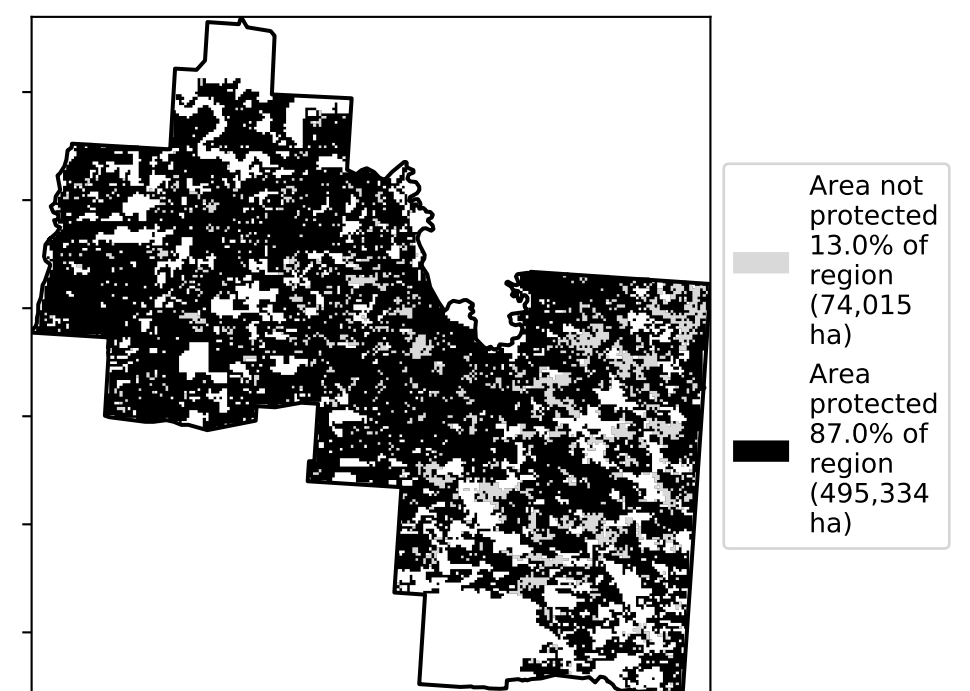 Area not
protected
13.0% of
region
(74,015
ha)
Area
protected
87.0% of
region
(495,334
ha)